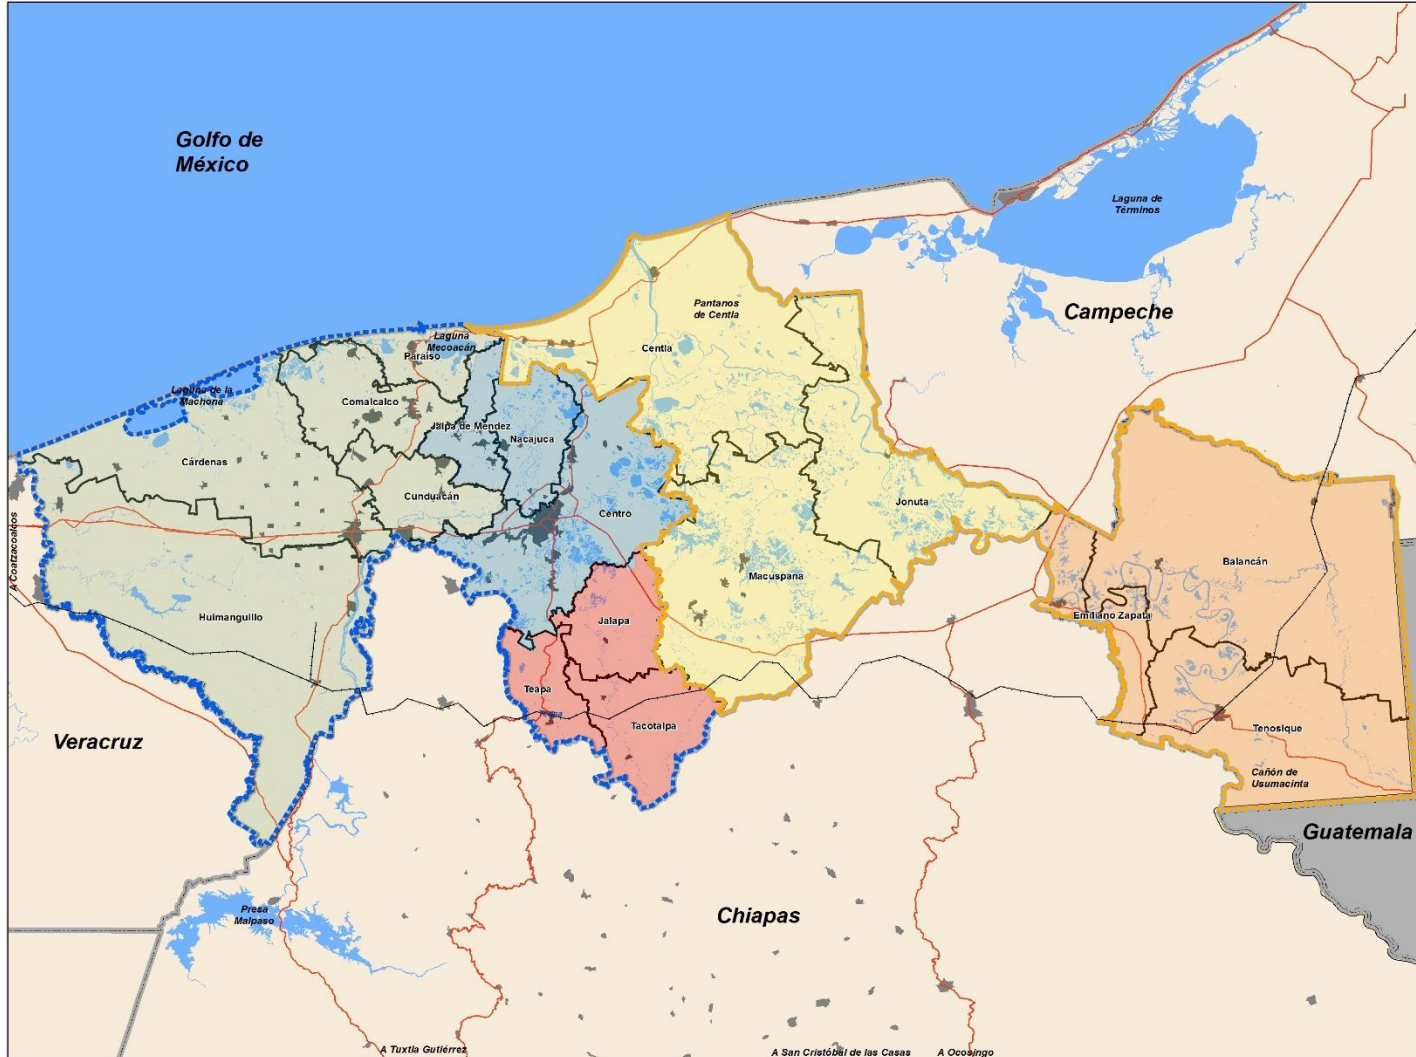 Golfo de
México
Laguna de
Términos
Campeche
Pantanos
de Centla
Centla
Laguna
Mecoacán
Paraíso
Laguna de la
Machona
Comalcalco
Jalpa de Méndez
Nacajuca
Cárdenas
Cunduacán
Centro
Jonuta
A Coatzacoalcos
Macuspana
Balancán
Huimanguillo
Jalapa
Emiliano Zapata
Teapa
Tacotalpa
Tenosique
Veracruz
Cañón de
Usumacinta
Guatemala
Presa
Malpaso
Chiapas
A Tuxtla Gutiérrez
A San Cristóbal de las Casas
A Ocosingo